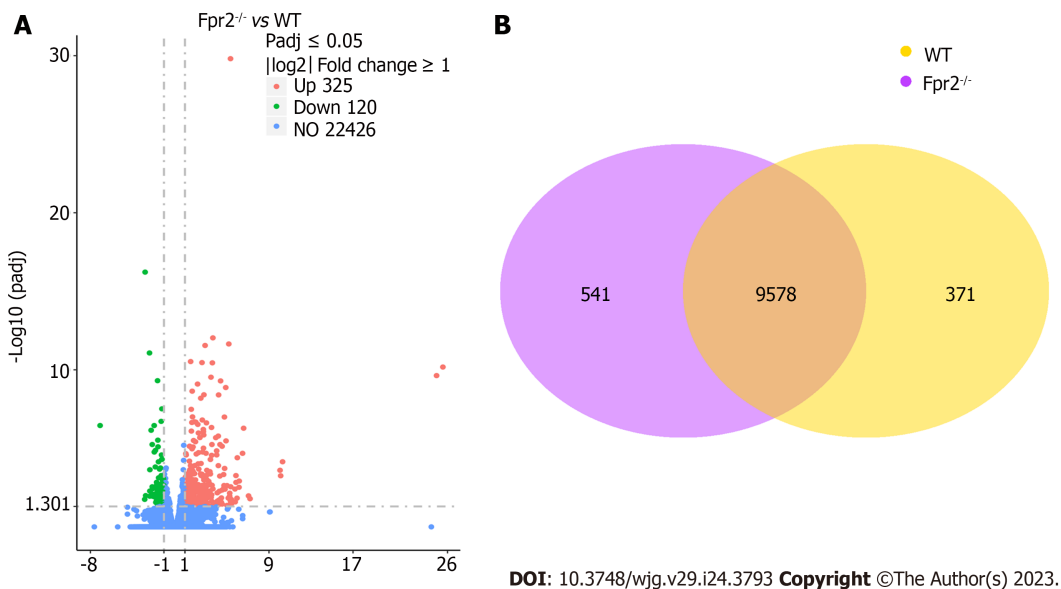 A
Fpr2⁻/⁻ vs WT
Padj ≤ 0.05
|log2| Fold change ≥ 1
Up 325
Down 120
NO 22426
-Log10 (padj)
30
20
10
1.301
-8 -1 1 9 17 26
B
WT
Fpr2⁻/⁻
541 9578 371
DOI: 10.3748/wjg.v29.i24.3793 Copyright ©The Author(s) 2023.